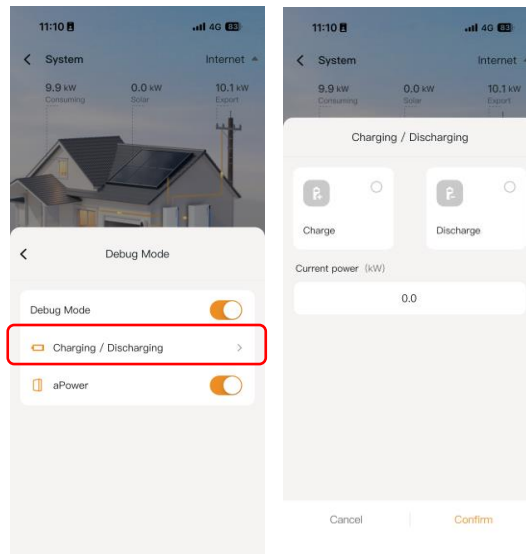 11:10
4G 83
System
Internet
9.9 kW
0.0 kW
10.1 kW
Consuming
Solar
Export
Debug Mode
Debug Mode
Charging / Discharging
aPower
11:10
4G 83
System
Internet
9.9 kW
0.0 kW
10.1 kW
Consuming
Solar
Export
Charging / Discharging
Charge
Discharge
Current power (kW)
0.0
Cancel
Confirm